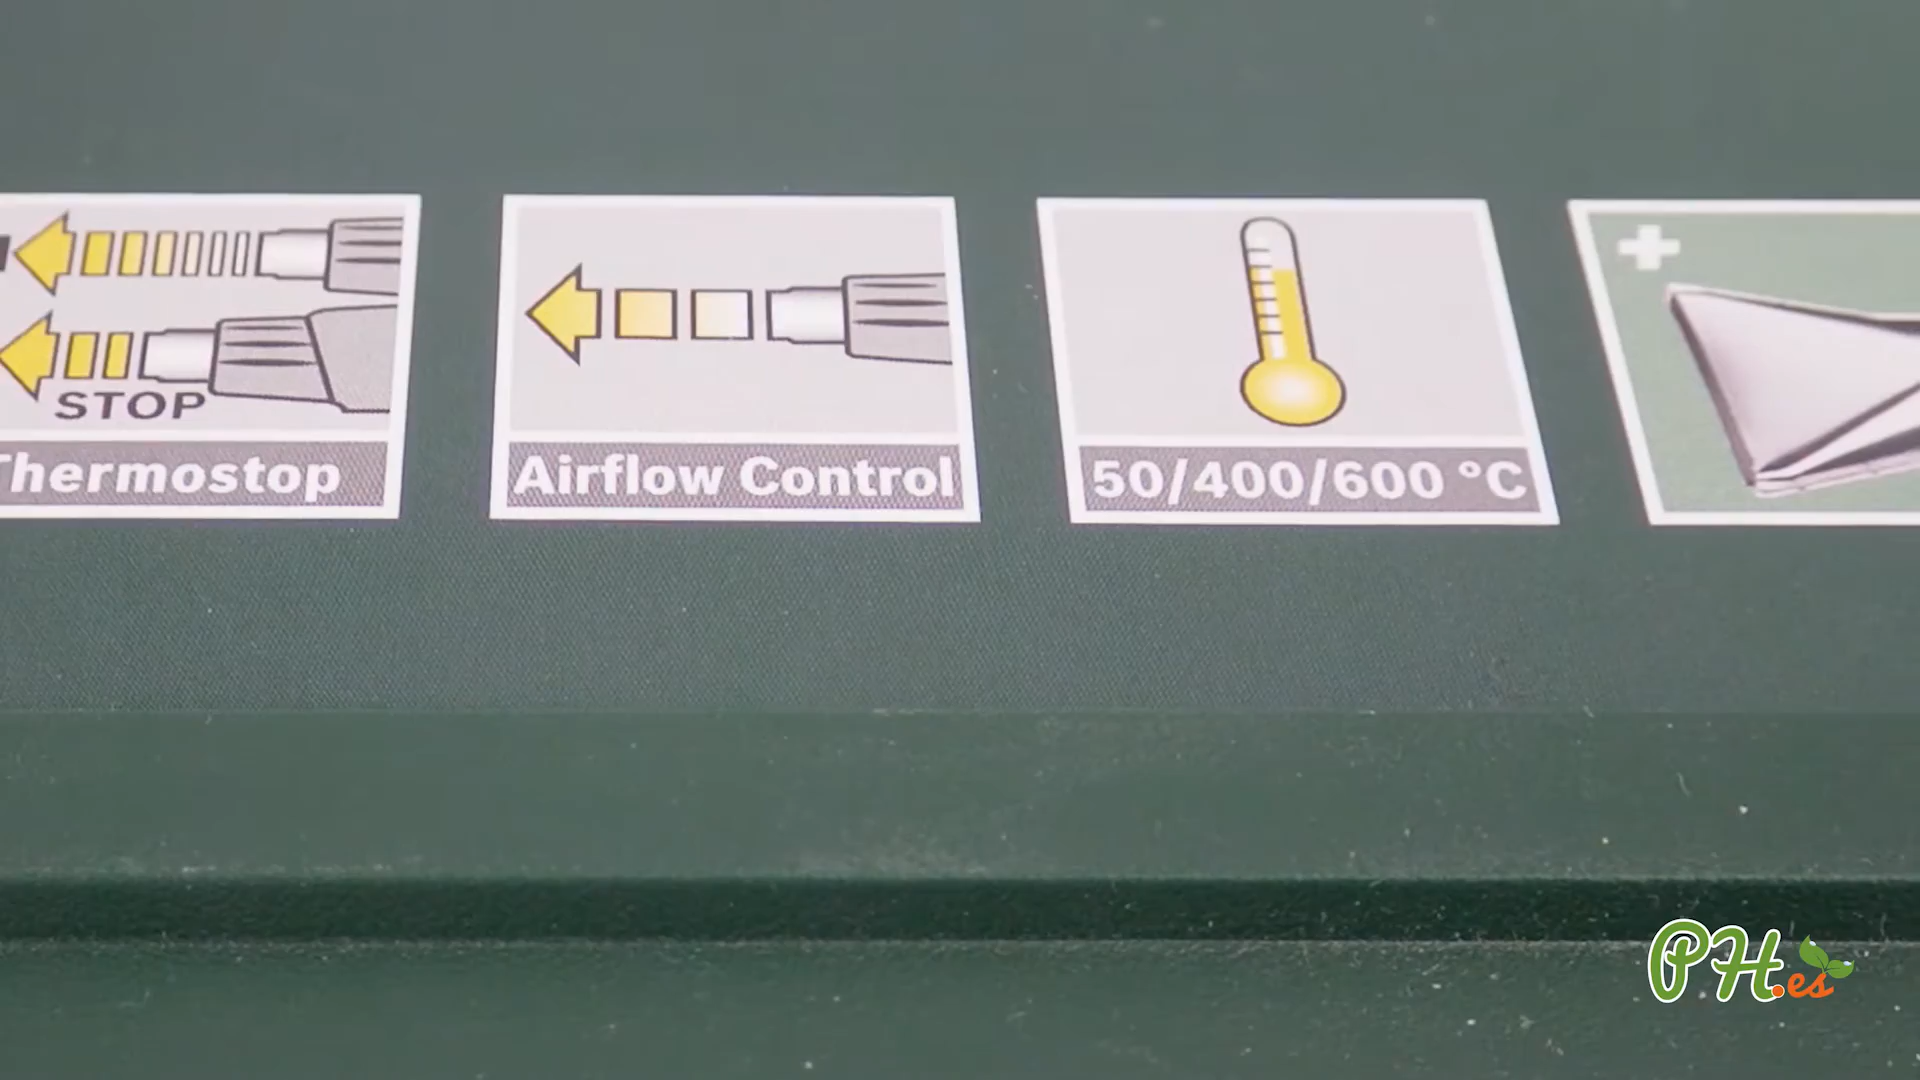 STOP
Thermostop
Airflow Control
50/400/600 °C
PH.es